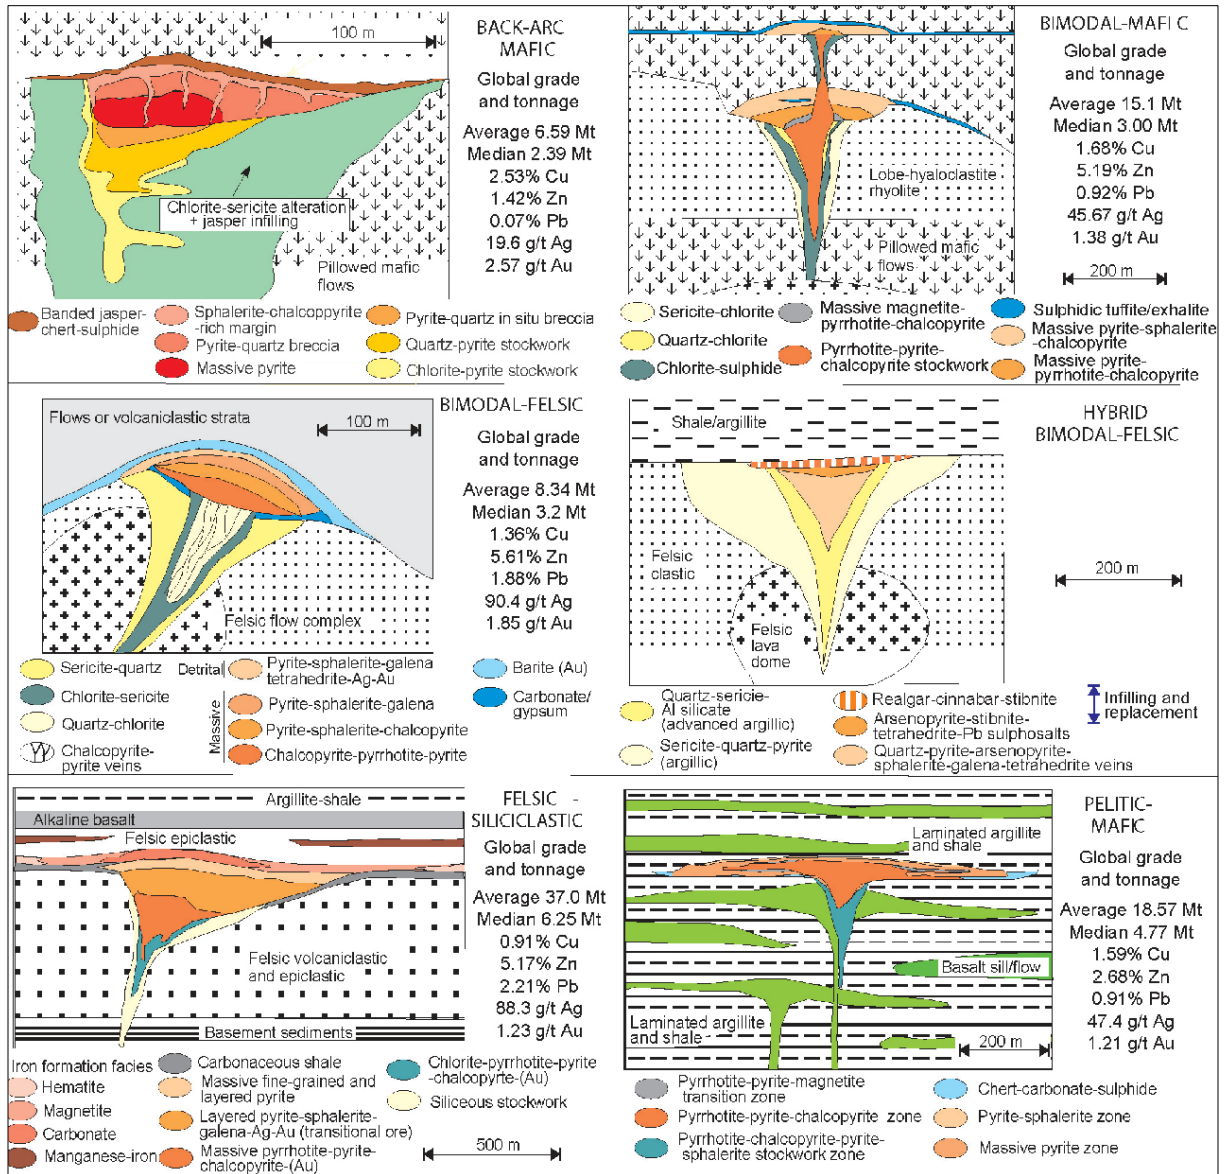 100 m
BACK-ARC
MAFIC
Global grade
and tonnage
Average 6.59 Mt
Median 2.39 Mt
2.53% Cu
1.42% Zn
0.07% Pb
19.6 g/t Ag
2.57 g/t Au
Chlorite-sericite alteration
+ jasper infilling
Pillowed mafic
flows
Banded jasper-
chert-sulphide
Sphalerite-chalcoppyrite
-rich margin
Pyrite-quartz breccia
Massive pyrite
Pyrite-quartz in situ breccia
Quartz-pyrite stockwork
Chlorite-pyrite stockwork
BIMODAL-MAFI C
Global grade
and tonnage
Average 15.1 Mt
Median 3.00 Mt
1.68% Cu
5.19% Zn
0.92% Pb
45.67 g/t Ag
1.38 g/t Au
200 m
Lobe-hyaloclastite
rhyolite
Pillowed mafic
flows
Sericite-chlorite
Quartz-chlorite
Chlorite-sulphide
Massive magnetite-
pyrrhotite-chalcopyrite
Pyrrhotite-pyrite-
chalcopyrite stockwork
Sulphidic tuffite/exhalite
Massive pyrite-sphalerite
-chalcopyrite
Massive pyrite-
pyrrhotite-chalcopyrite
BIMODAL-FELSIC
Flows or volcaniclastic strata
100 m
Global grade
and tonnage
Average 8.34 Mt
Median 3.2 Mt
1.36% Cu
5.61% Zn
1.88% Pb
90.4 g/t Ag
1.85 g/t Au
Felsic flow complex
Sericite-quartz
Chlorite-sericite
Quartz-chlorite
Chalcopyrite-
pyrite veins
Detrital
Pyrite-sphalerite-galena
tetrahedrite-Ag-Au
Massive
Pyrite-sphalerite-galena
Pyrite-sphalerite-chalcopyrite
Chalcopyrite-pyrrhotite-pyrite
Barite (Au)
Carbonate/
gypsum
HYBRID
BIMODAL-FELSIC
Shale/argillite
Felsic
clastic
Felsic
lava
dome
200 m
Quartz-sericie-
Al silicate
(advanced argillic)
Sericite-quartz-pyrite
(argillic)
Realgar-cinnabar-stibnite
Arsenopyrite-stibnite-
tetrahedrite-Pb sulphosalts
Quartz-pyrite-arsenopyrite-
sphalerite-galena-tetrahedrite veins
Infilling and
replacement
FELSIC -
SILICICLASTIC
Argillite-shale
Alkaline basalt
Felsic epiclastic
Global grade
and tonnage
Average 37.0 Mt
Median 6.25 Mt
0.91% Cu
5.17% Zn
2.21% Pb
88.3 g/t Ag
1.23 g/t Au
Felsic volcaniclastic
and epiclastic
Basement sediments
Iron formation facies
Hematite
Magnetite
Carbonate
Manganese-iron
Carbonaceous shale
Massive fine-grained and
layered pyrite
Layered pyrite-sphalerite-
galena-Ag-Au (transitional ore)
Massive pyrrhotite-pyrite-
chalcopyrite-(Au)
Chlorite-pyrrhotite-pyrite
-chalcopyrte-(Au)
Siliceous stockwork
500 m
PELITIC-
MAFIC
Laminated argillite
and shale
Global grade
and tonnage
Average 18.57 Mt
Median 4.77 Mt
1.59% Cu
2.68% Zn
0.91% Pb
47.4 g/t Ag
1.21 g/t Au
Basalt sill/flow
Laminated argillite
and shale
200 m
Pyrrhotite-pyrite-magnetite
transition zone
Pyrrhotite-pyrite-chalcopyrite zone
Pyrrhotite-chalcopyrite-pyrite-
sphalerite stockwork zone
Chert-carbonate-sulphide
Pyrite-sphalerite zone
Massive pyrite zone